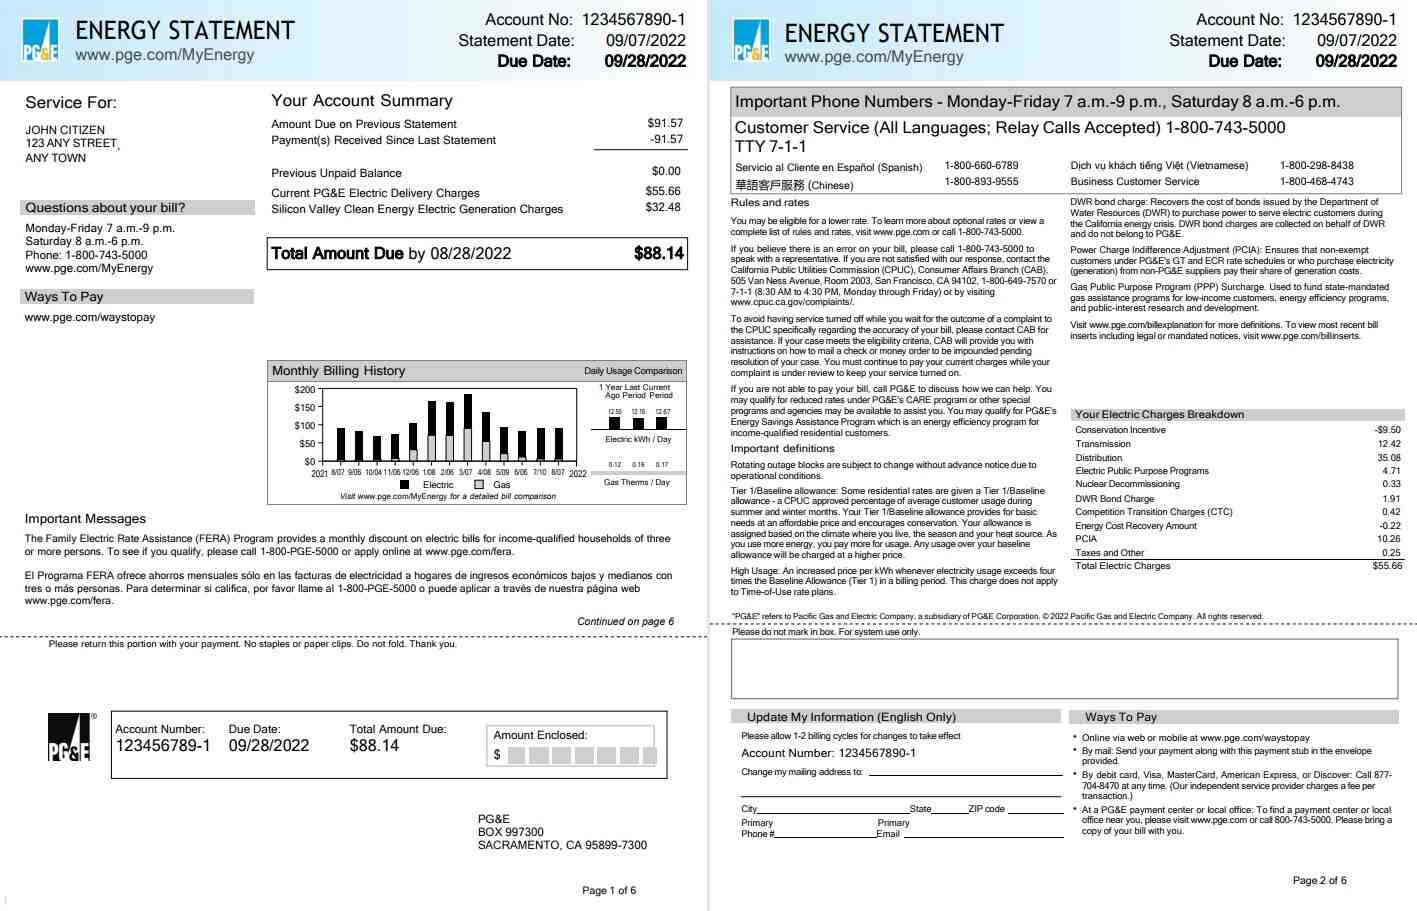 PG&E
ENERGY STATEMENT
www.pge.com/MyEnergy
Account No: 1234567890-1
Statement Date: 09/07/2022
Due Date: 09/28/2022
Service For:
JOHN CITIZEN
123 ANY STREET,
ANY TOWN
Questions about your bill?
Monday-Friday 7 a.m.-9 p.m.
Saturday 8 a.m.-6 p.m.
Phone: 1-800-743-5000
www.pge.com/MyEnergy
Ways To Pay
www.pge.com/waystopay
Your Account Summary
Amount Due on Previous Statement $91.57
Payment(s) Received Since Last Statement -91.57
Previous Unpaid Balance $0.00
Current PG&E Electric Delivery Charges $55.66
Silicon Valley Clean Energy Electric Generation Charges $32.48
Total Amount Due by 08/28/2022 $88.14
Monthly Billing History
Daily Usage Comparison
$200
$150
$100
$50
$0
2021 8/07 9/06 10/04 11/06 12/06 1/08 2/06 3/07 4/08 5/09 6/06 7/10 8/07 2022
Electric Gas
Visit www.pge.com/MyEnergy for a detailed bill comparison
1 Year Last Current
Ago Period Period
12.50 12.16 12.67
Electric kWh / Day
0.12 0.16 0.17
Gas Therms / Day
Important Messages
The Family Electric Rate Assistance (FERA) Program provides a monthly discount on electric bills for income-qualified households of three
or more persons. To see if you qualify, please call 1-800-PGE-5000 or apply online at www.pge.com/fera.
El Programa FERA ofrece ahorros mensuales sólo en las facturas de electricidad a hogares de ingresos económicos bajos y medianos con
tres o más personas. Para determinar si califica, por favor llame al 1-800-PGE-5000 o puede aplicar a través de nuestra página web
www.pge.com/fera.
Continued on page 6
Please return this portion with your payment. No staples or paper clips. Do not fold. Thank you.
PG&E ®
Account Number: Due Date: Total Amount Due:
123456789-1 09/28/2022 $88.14
Amount Enclosed:
$
PG&E
BOX 997300
SACRAMENTO, CA 95899-7300
Page 1 of 6
PG&E
ENERGY STATEMENT
www.pge.com/MyEnergy
Account No: 1234567890-1
Statement Date: 09/07/2022
Due Date: 09/28/2022
Important Phone Numbers - Monday-Friday 7 a.m.-9 p.m., Saturday 8 a.m.-6 p.m.
Customer Service (All Languages; Relay Calls Accepted) 1-800-743-5000
TTY 7-1-1
Servicio al Cliente en Español (Spanish) 1-800-660-6789 Dịch vụ khách tiếng Việt (Vietnamese) 1-800-298-8438
華語客戶服務 (Chinese) 1-800-893-9555 Business Customer Service 1-800-468-4743
Rules and rates
You may be eligible for a lower rate. To learn more about optional rates or view a
complete list of rules and rates, visit www.pge.com or call 1-800-743-5000.
If you believe there is an error on your bill, please call 1-800-743-5000 to
speak with a representative. If you are not satisfied with our response, contact the
California Public Utilities Commission (CPUC), Consumer Affairs Branch (CAB),
505 Van Ness Avenue, Room 2003, San Francisco, CA 94102, 1-800-649-7570 or
7-1-1 (8:30 AM to 4:30 PM, Monday through Friday) or by visiting
www.cpuc.ca.gov/complaints/.
To avoid having service turned off while you wait for the outcome of a complaint to
the CPUC specifically regarding the accuracy of your bill, please contact CAB for
assistance. If your case meets the eligibility criteria, CAB will provide you with
instructions on how to mail a check or money order to be impounded pending
resolution of your case. You must continue to pay your current charges while your
complaint is under review to keep your service turned on.
If you are not able to pay your bill, call PG&E to discuss how we can help. You
may qualify for reduced rates under PG&E's CARE program or other special
programs and agencies may be available to assist you. You may qualify for PG&E's
Energy Savings Assistance Program which is an energy efficiency program for
income-qualified residential customers.
Important definitions
Rotating outage blocks are subject to change without advance notice due to
operational conditions.
Tier 1/Baseline allowance: Some residential rates are given a Tier 1/Baseline
allowance - a CPUC approved percentage of average customer usage during
summer and winter months. Your Tier 1/Baseline allowance provides for basic
needs at an affordable price and encourages conservation. Your allowance is
assigned based on the climate where you live, the season and your heat source. As
you use more energy, you pay more for usage. Any usage over your baseline
allowance will be charged at a higher price.
High Usage: An increased price per kWh whenever electricity usage exceeds four
times the Baseline Allowance (Tier 1) in a billing period. This charge does not apply
to Time-of-Use rate plans.
DWR bond charge: Recovers the cost of bonds issued by the Department of
Water Resources (DWR) to purchase power to serve electric customers during
the California energy crisis. DWR bond charges are collected on behalf of DWR
and do not belong to PG&E.
Power Charge Indifference Adjustment (PCIA): Ensures that non-exempt
customers under PG&E's GT and ECR rate schedules or who purchase electricity
(generation) from non-PG&E suppliers pay their share of generation costs.
Gas Public Purpose Program (PPP) Surcharge. Used to fund state-mandated
gas assistance programs for low-income customers, energy efficiency programs,
and public-interest research and development.
Visit www.pge.com/billexplanation for more definitions. To view most recent bill
inserts including legal or mandated notices, visit www.pge.com/billinserts.
Your Electric Charges Breakdown
Conservation Incentive -$9.50
Transmission 12.42
Distribution 35.08
Electric Public Purpose Programs 4.71
Nuclear Decommissioning 0.33
DWR Bond Charge 1.91
Competition Transition Charges (CTC) 0.42
Energy Cost Recovery Amount -0.22
PCIA 10.26
Taxes and Other 0.25
Total Electric Charges $55.66
"PG&E" refers to Pacific Gas and Electric Company, a subsidiary of PG&E Corporation. © 2022 Pacific Gas and Electric Company. All rights reserved.
Please do not mark in box. For system use only.
Update My Information (English Only)
Please allow 1-2 billing cycles for changes to take effect
Account Number: 1234567890-1
Change my mailing address to:
City State ZIP code
Primary Primary
Phone # Email
Ways To Pay
• Online via web or mobile at www.pge.com/waystopay
• By mail: Send your payment along with this payment stub in the envelope
provided.
• By debit card, Visa, MasterCard, American Express, or Discover: Call 877-
704-8470 at any time. (Our independent service provider charges a fee per
transaction.)
• At a PG&E payment center or local office: To find a payment center or local
office near you, please visit www.pge.com or call 800-743-5000. Please bring a
copy of your bill with you.
Page 2 of 6